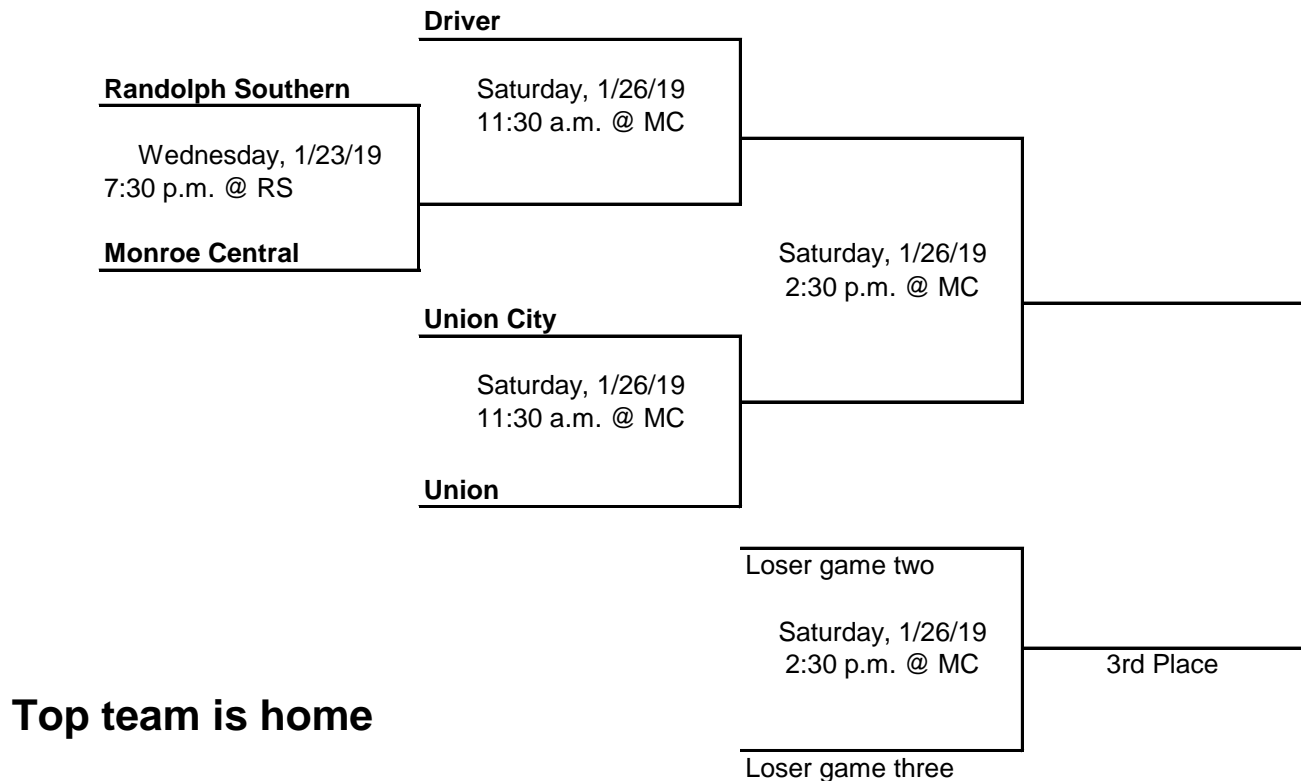 Driver
Randolph Southern
Saturday, 1/26/19
11:30 a.m. @ MC
Wednesday, 1/23/19
7:30 p.m. @ RS
Monroe Central
Saturday, 1/26/19
2:30 p.m. @ MC
Union City
Saturday, 1/26/19
11:30 a.m. @ MC
Union
Loser game two
Saturday, 1/26/19
2:30 p.m. @ MC
3rd Place
Top team is home
Loser game three